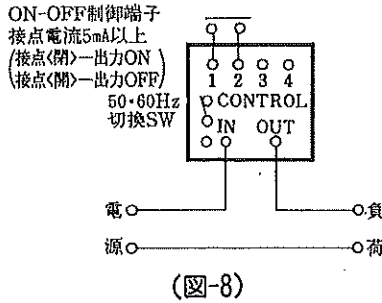 ON-OFF制御端子
接点電流5mA以上
(接点〈閉〉―出力ON
接点〈開〉―出力OFF)
1 2 3 4
50・60Hz
切換SW
CONTROL
IN OUT
電 負
源 荷
(図-8)